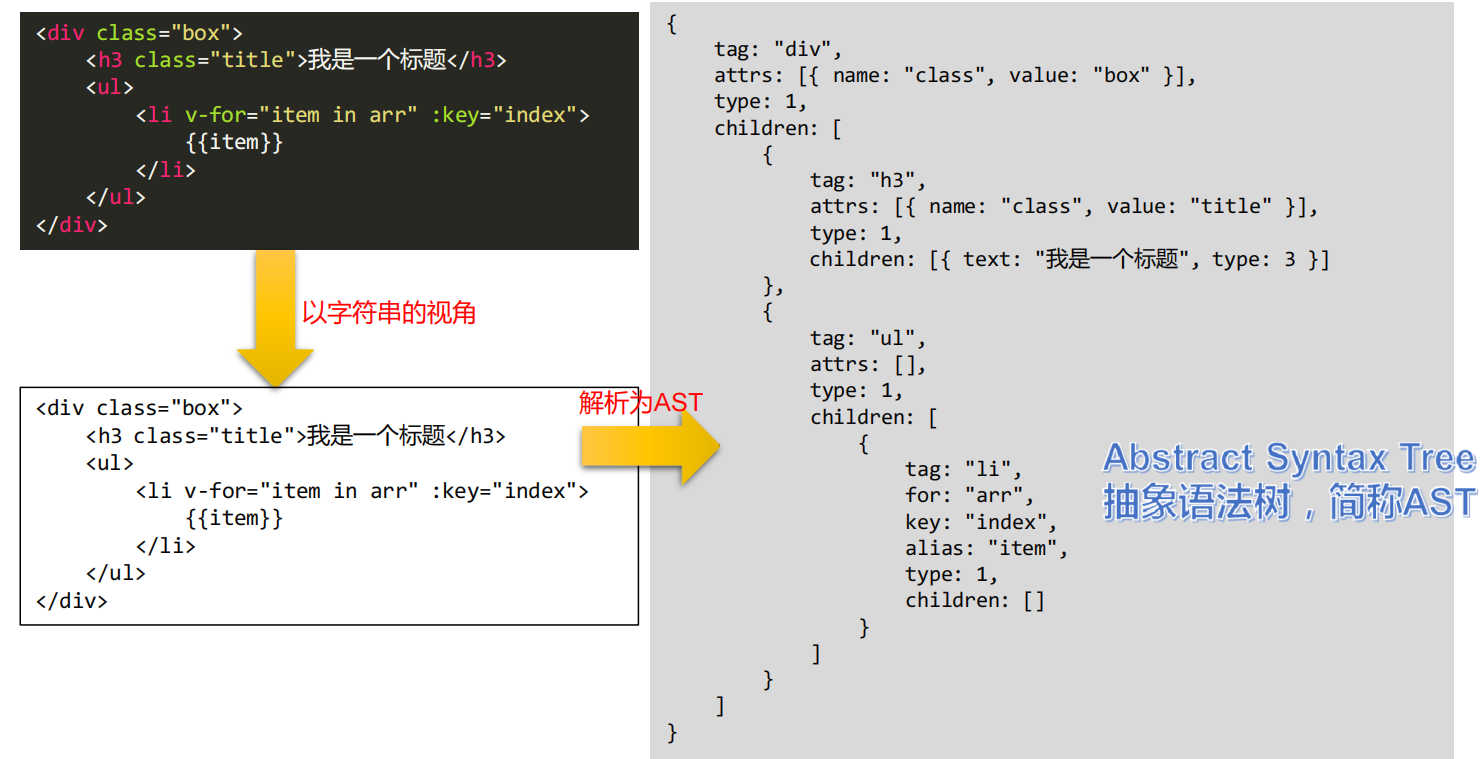 <div class="box">
    <h3 class="title">我是一个标题</h3>
    <ul>
        <li v-for="item in arr" :key="index">
            {{item}}
        </li>
    </ul>
</div>
以字符串的视角
<div class="box">
    <h3 class="title">我是一个标题</h3>
    <ul>
        <li v-for="item in arr" :key="index">
            {{item}}
        </li>
    </ul>
</div>
解析为AST
{
    tag: "div",
    attrs: [{ name: "class", value: "box" }],
    type: 1,
    children: [
        {
            tag: "h3",
            attrs: [{ name: "class", value: "title" }],
            type: 1,
            children: [{ text: "我是一个标题", type: 3 }]
        },
        {
            tag: "ul",
            attrs: [],
            type: 1,
            children: [
                {
                    tag: "li",
                    for: "arr",
                    key: "index",
                    alias: "item",
                    type: 1,
                    children: []
                }
            ]
        }
    ]
}
Abstract Syntax Tree
抽象语法树，简称AST